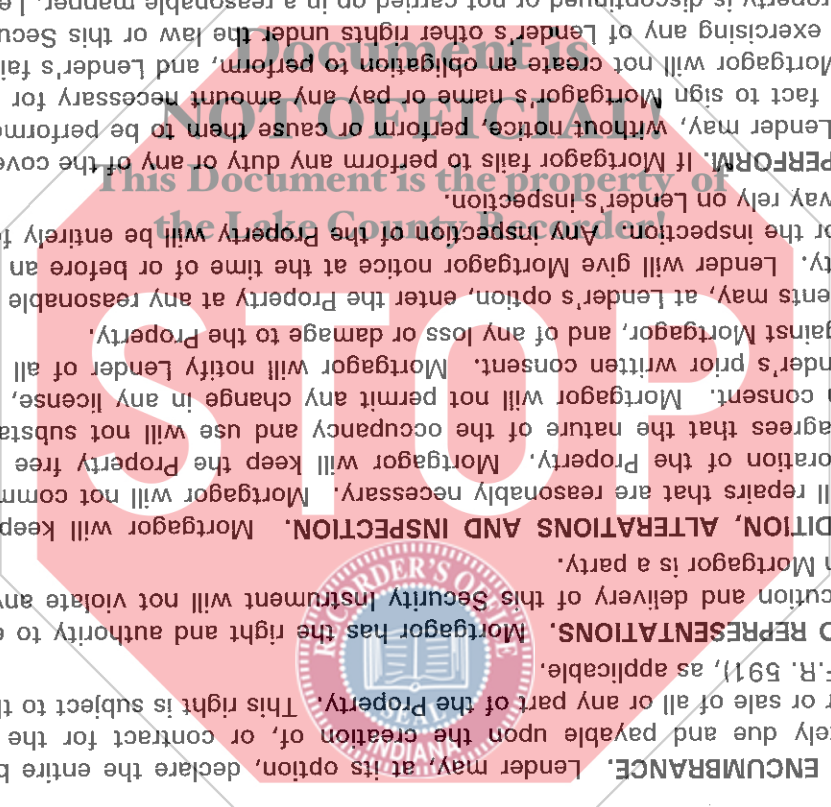 ENCUMBRANCE. Lender may, at its option, declare the entire b
tely due and payable upon the creation of, or contract for the
r or sale of all or any part of the Property. This right is subject to th
F.R. 591), as applicable.
D REPRESENTATIONS. Mortgagor has the right and authority to e
cution and delivery of this Security Instrument will not violate any
h Mortgagor is a party.
DITION, ALTERATIONS AND INSPECTION. Mortgagor will keep
ll repairs that are reasonably necessary. Mortgagor will not comm
oration of the Property. Mortgagor will keep the Property free
agrees that the nature of the occupancy and use will not substa
n consent. Mortgagor will not permit any change in any license,
nder's prior written consent. Mortgagor will notify Lender of all
gainst Mortgagor, and of any loss or damage to the Property.
ents may, at Lender's option, enter the Property at any reasonable
ty. Lender will give Mortgagor notice at the time of or before an
or the inspection. Any inspection of the Property will be entirely f
way rely on Lender's inspection.
PERFORM. If Mortgagor fails to perform any duty or any of the cove
Lender may, without notice, perform or cause them to be performe
fact to sign Mortgagor's name or pay any amount necessary for
Mortgagor will not create an obligation to perform, and Lender's fail
exercising any of Lender's other rights under the law or this Secu
operty is discontinued or not carried on in a reasonable manner, Le
Document is
NOT OFFICIAL!
This Document is the property of
the Lake County Recorder!
STOP
RECORDER'S OFFICE
SEAL
INDIANA